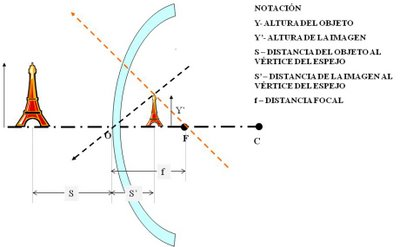 NOTACIÓN
Y- ALTURA DEL OBJETO
Y'- ALTURA DE LA IMAGEN
S – DISTANCIA DEL OBJETO AL
VÉRTICE DEL ESPEJO
S' – DISTANCIA DE LA IMAGEN AL
VÉRTICE DEL ESPEJO
f – DISTANCIA FOCAL
Y'
O
F
C
f
S
S'